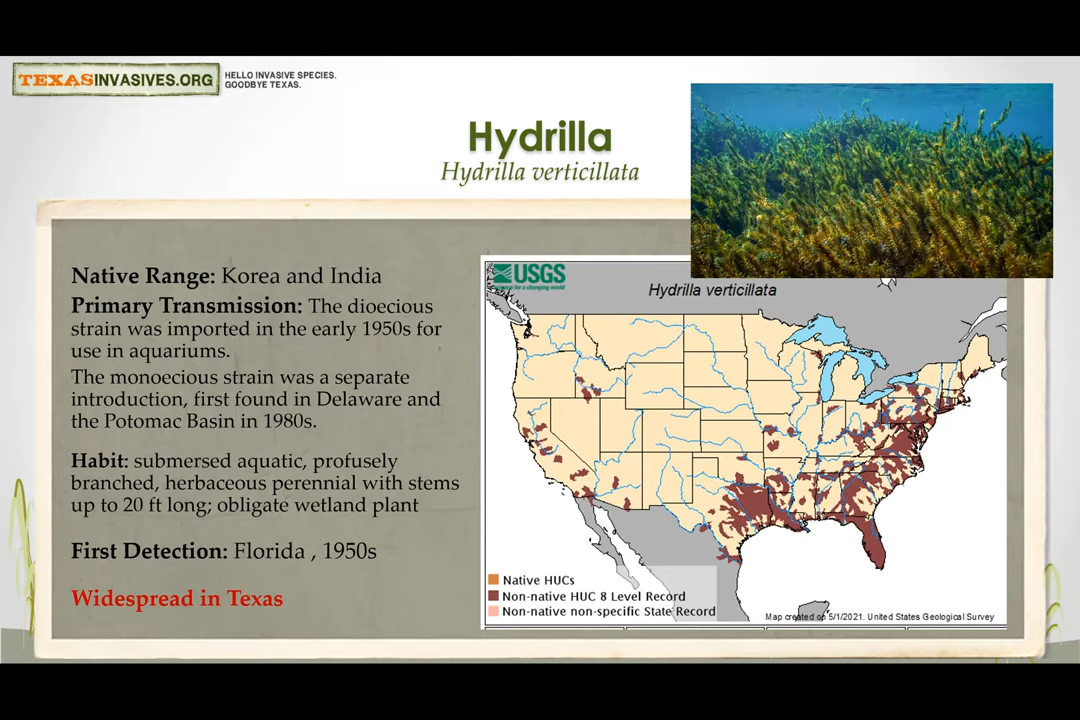 TEXASINVASIVES.ORG
HELLO INVASIVE SPECIES.
GOODBYE TEXAS.
Hydrilla
Hydrilla verticillata
Native Range: Korea and India
Primary Transmission: The dioecious
strain was imported in the early 1950s for
use in aquariums.
The monoecious strain was a separate
introduction, first found in Delaware and
the Potomac Basin in 1980s.
Habit: submersed aquatic, profusely
branched, herbaceous perennial with stems
up to 20 ft long; obligate wetland plant
First Detection: Florida , 1950s
Widespread in Texas
USGS
science for a changing world
Hydrilla verticillata
Native HUCs
Non-native HUC 8 Level Record
Non-native non-specific State Record
Map created on 5/1/2021. United States Geological Survey